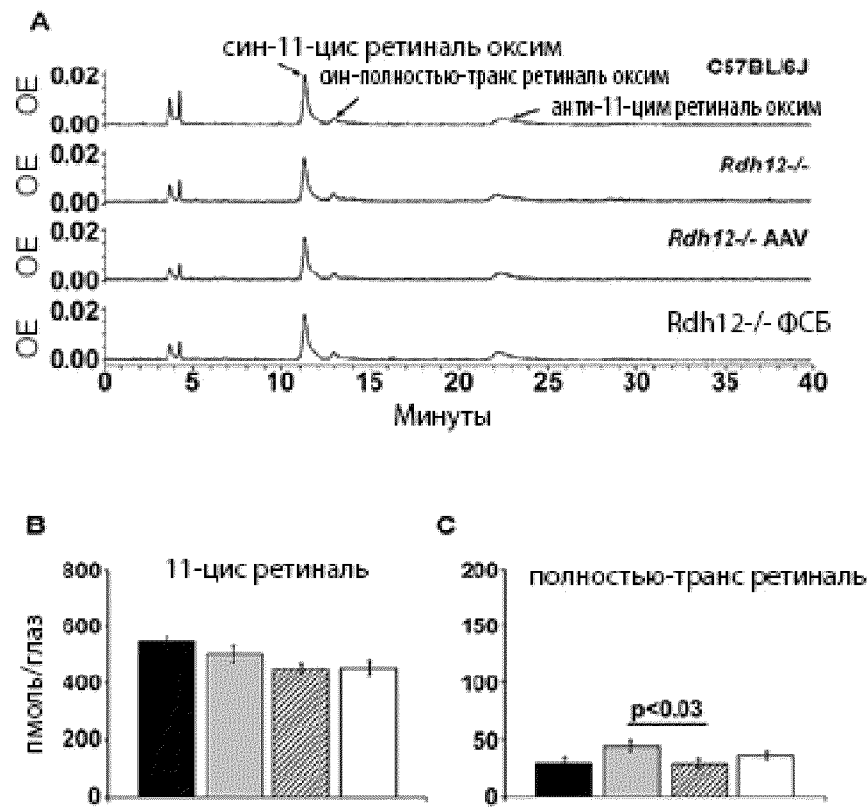 A
син-11-цис ретиналь оксим
син-полностью-транс ретиналь оксим
анти-11-цим ретиналь оксим
C57BL/6J
ОЕ 0.02
0.00
Rdh12-/-
ОЕ 0.02
0.00
Rdh12-/- AAV
ОЕ 0.02
0.00
Rdh12-/- ФСБ
ОЕ 0.02
0.00
0 5 10 15 20 25 30 35 40
Минуты
B
11-цис ретиналь
пмоль/глаз
800
600
400
200
0
C
полностью-транс ретиналь
200
150
100
50
0
p<0.03